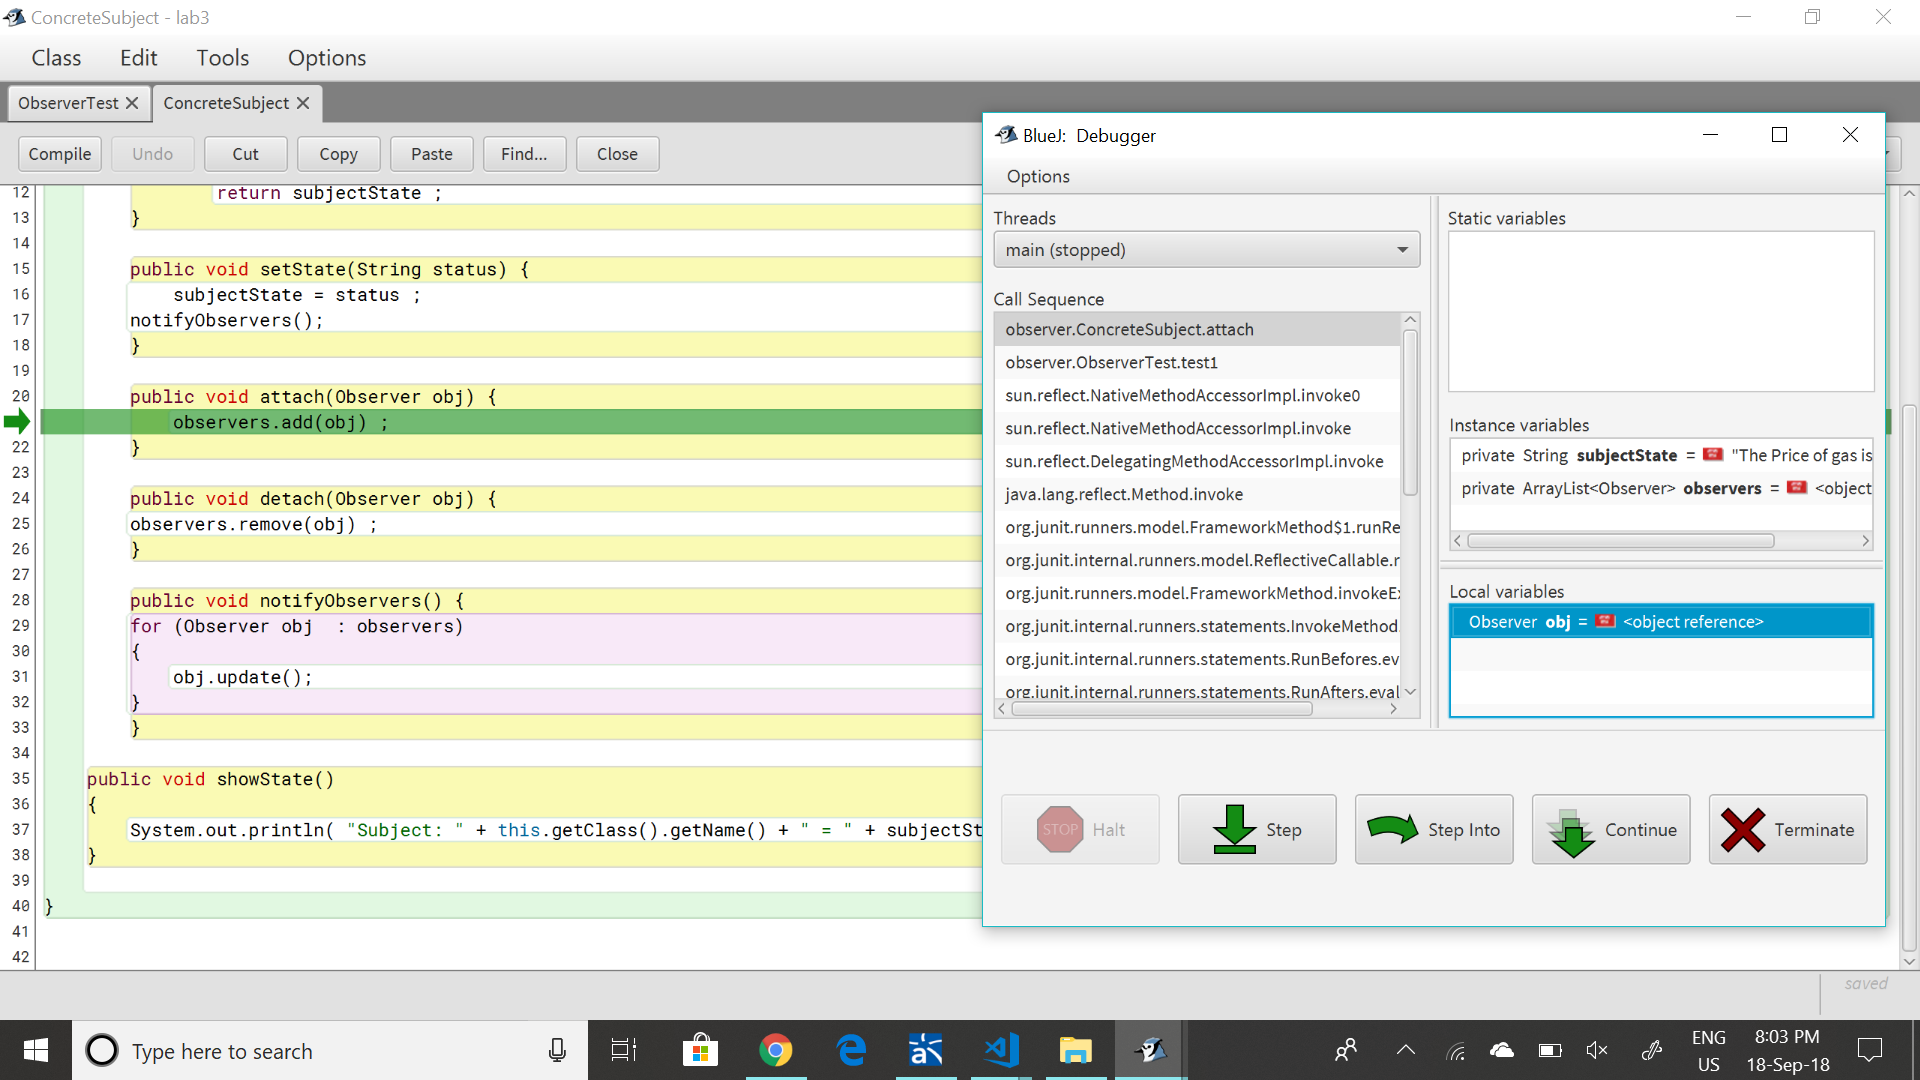 ConcreteSubject - lab3
Class Edit Tools Options
ObserverTest ConcreteSubject
Compile Undo Cut Copy Paste Find... Close
12 return subjectState ;
13 }
14
15 public void setState(String status) {
16 subjectState = status ;
17 notifyObservers();
18 }
19
20 public void attach(Observer obj) {
observers.add(obj) ;
22 }
23
24 public void detach(Observer obj) {
25 observers.remove(obj) ;
26 }
27
28 public void notifyObservers() {
29 for (Observer obj : observers)
30 {
31 obj.update();
32 }
33 }
34
35 public void showState()
36 {
37 System.out.println( "Subject: " + this.getClass().getName() + " = " + subjectSt
38 }
39
40 }
41
42
saved
BlueJ: Debugger
Options
Threads
main (stopped)
Call Sequence
observer.ConcreteSubject.attach
observer.ObserverTest.test1
sun.reflect.NativeMethodAccessorImpl.invoke0
sun.reflect.NativeMethodAccessorImpl.invoke
sun.reflect.DelegatingMethodAccessorImpl.invoke
java.lang.reflect.Method.invoke
org.junit.runners.model.FrameworkMethod$1.runRe
org.junit.internal.runners.model.ReflectiveCallable.r
org.junit.runners.model.FrameworkMethod.invokeEx
org.junit.internal.runners.statements.InvokeMethod.
org.junit.internal.runners.statements.RunBefores.ev
org.junit.internal.runners.statements.RunAfters.eval
Static variables
Instance variables
private String subjectState = "The Price of gas is
private ArrayList<Observer> observers = <object
Local variables
Observer obj = <object reference>
STOP Halt Step Step Into Continue Terminate
Type here to search
ENG
US
8:03 PM
18-Sep-18